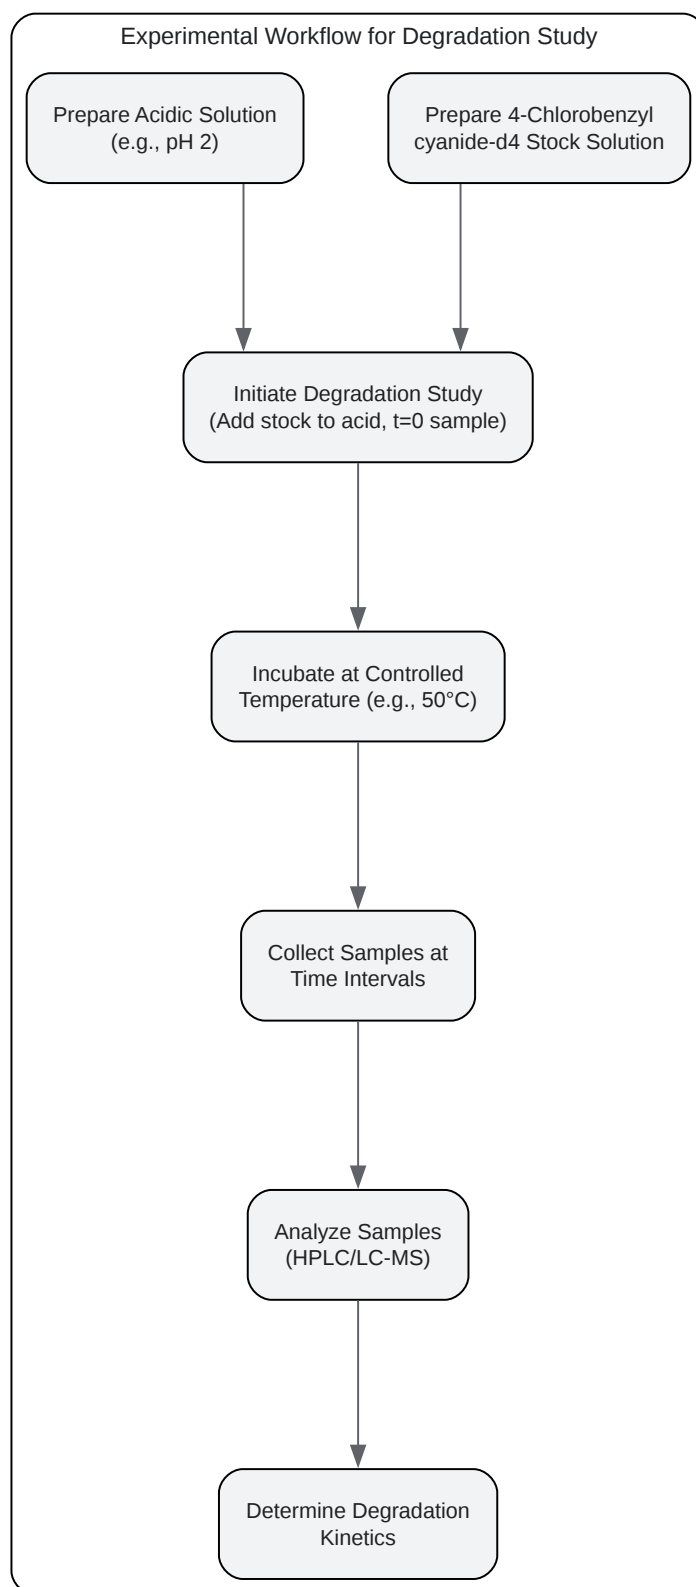 Experimental Workflow for Degradation Study
Prepare Acidic Solution
(e.g., pH 2)
Prepare 4-Chlorobenzyl
cyanide-d4 Stock Solution
Initiate Degradation Study
(Add stock to acid, t=0 sample)
Incubate at Controlled
Temperature (e.g., 50°C)
Collect Samples at
Time Intervals
Analyze Samples
(HPLC/LC-MS)
Determine Degradation
Kinetics